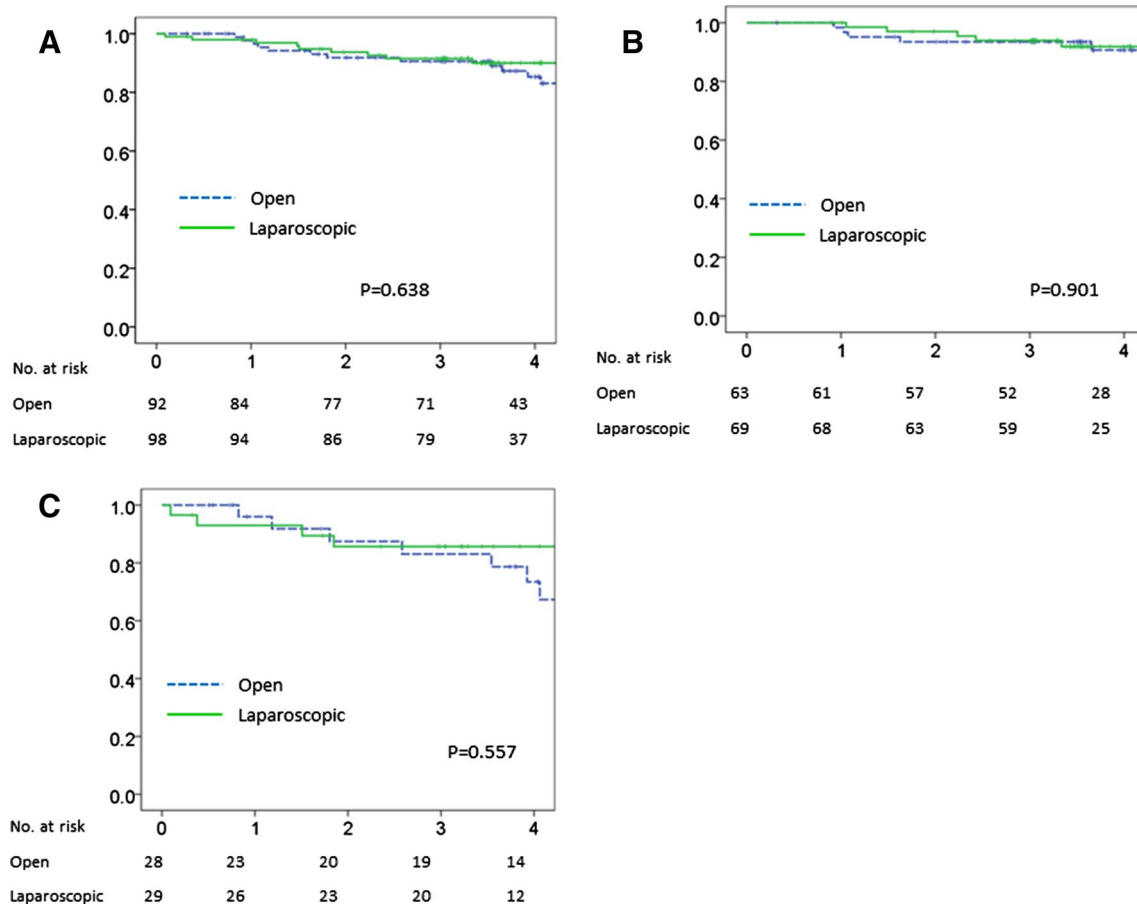 A
1.0
0.8
0.6
0.4
0.2
0.0
Open
Laparoscopic
P=0.638
0 1 2 3 4
No. at risk
Open 92 84 77 71 43
Laparoscopic 98 94 86 79 37
B
1.0
0.8
0.6
0.4
0.2
0.0
Open
Laparoscopic
P=0.901
0 1 2 3 4
No. at risk
Open 63 61 57 52 28
Laparoscopic 69 68 63 59 25
C
1.0
0.8
0.6
0.4
0.2
0.0
Open
Laparoscopic
P=0.557
No. at risk 0 1 2 3 4
Open 28 23 20 19 14
Laparoscopic 29 26 23 20 12